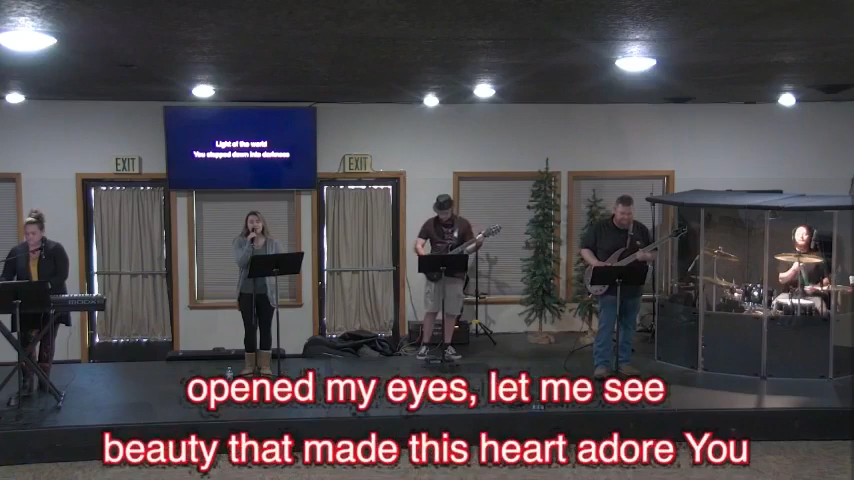 Light of the world
You stepped down into darkness
EXIT
EXIT
opened my eyes, let me see
beauty that made this heart adore You